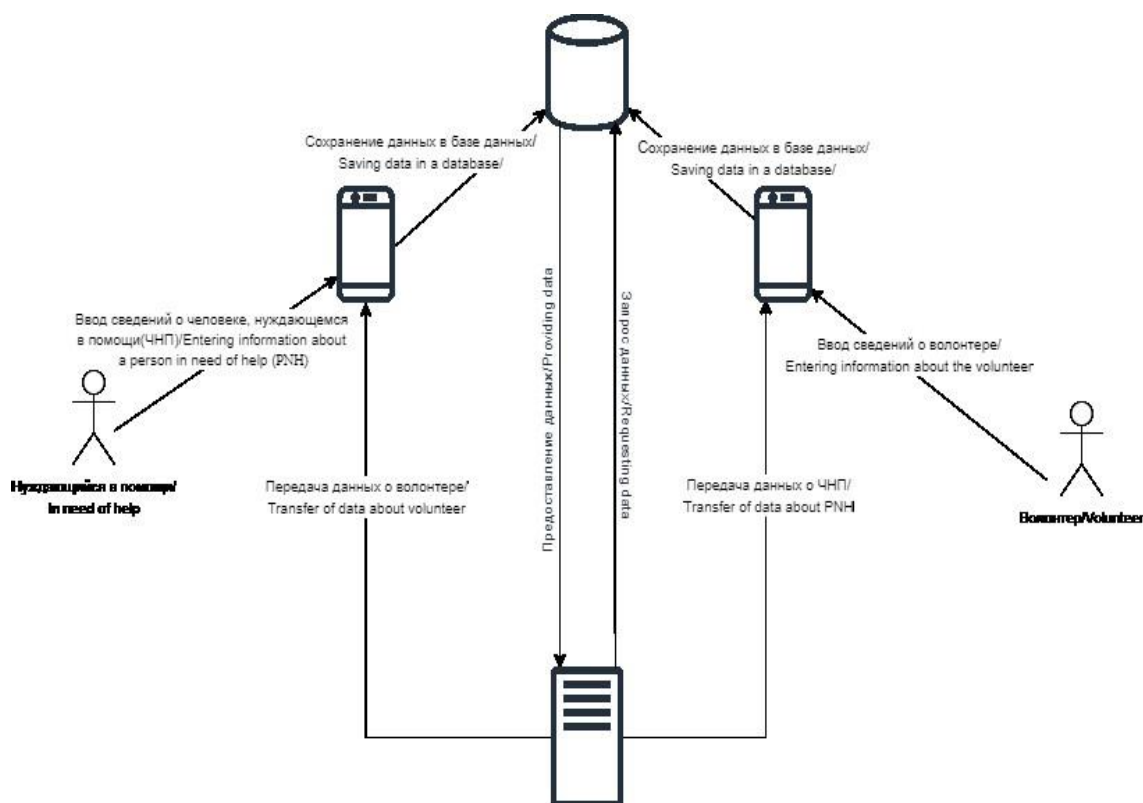 Сохранение данных в базе данных/
Saving data in a database/
Сохранение данных в базе данных/
Saving data in a database/
Предоставление данных/Providing data
Запрос данных/Requesting data
Ввод сведений о человеке, нуждающемся
в помощи(ЧНП)/Entering information about
a person in need of help (PNH)
Ввод сведений о волонтере/
Entering information about the volunteer
Нуждающийся в помощи/
In need of help
Передача данных о волонтере/
Transfer of data about volunteer
Передача данных о ЧНП/
Transfer of data about PNH
Волонтер/Volunteer